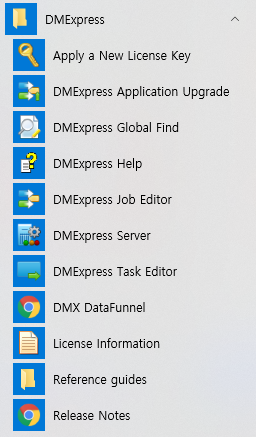 DMExpress
Apply a New License Key
DMExpress Application Upgrade
DMExpress Global Find
DMExpress Help
DMExpress Job Editor
DMExpress Server
DMExpress Task Editor
DMX DataFunnel
License Information
Reference guides
Release Notes